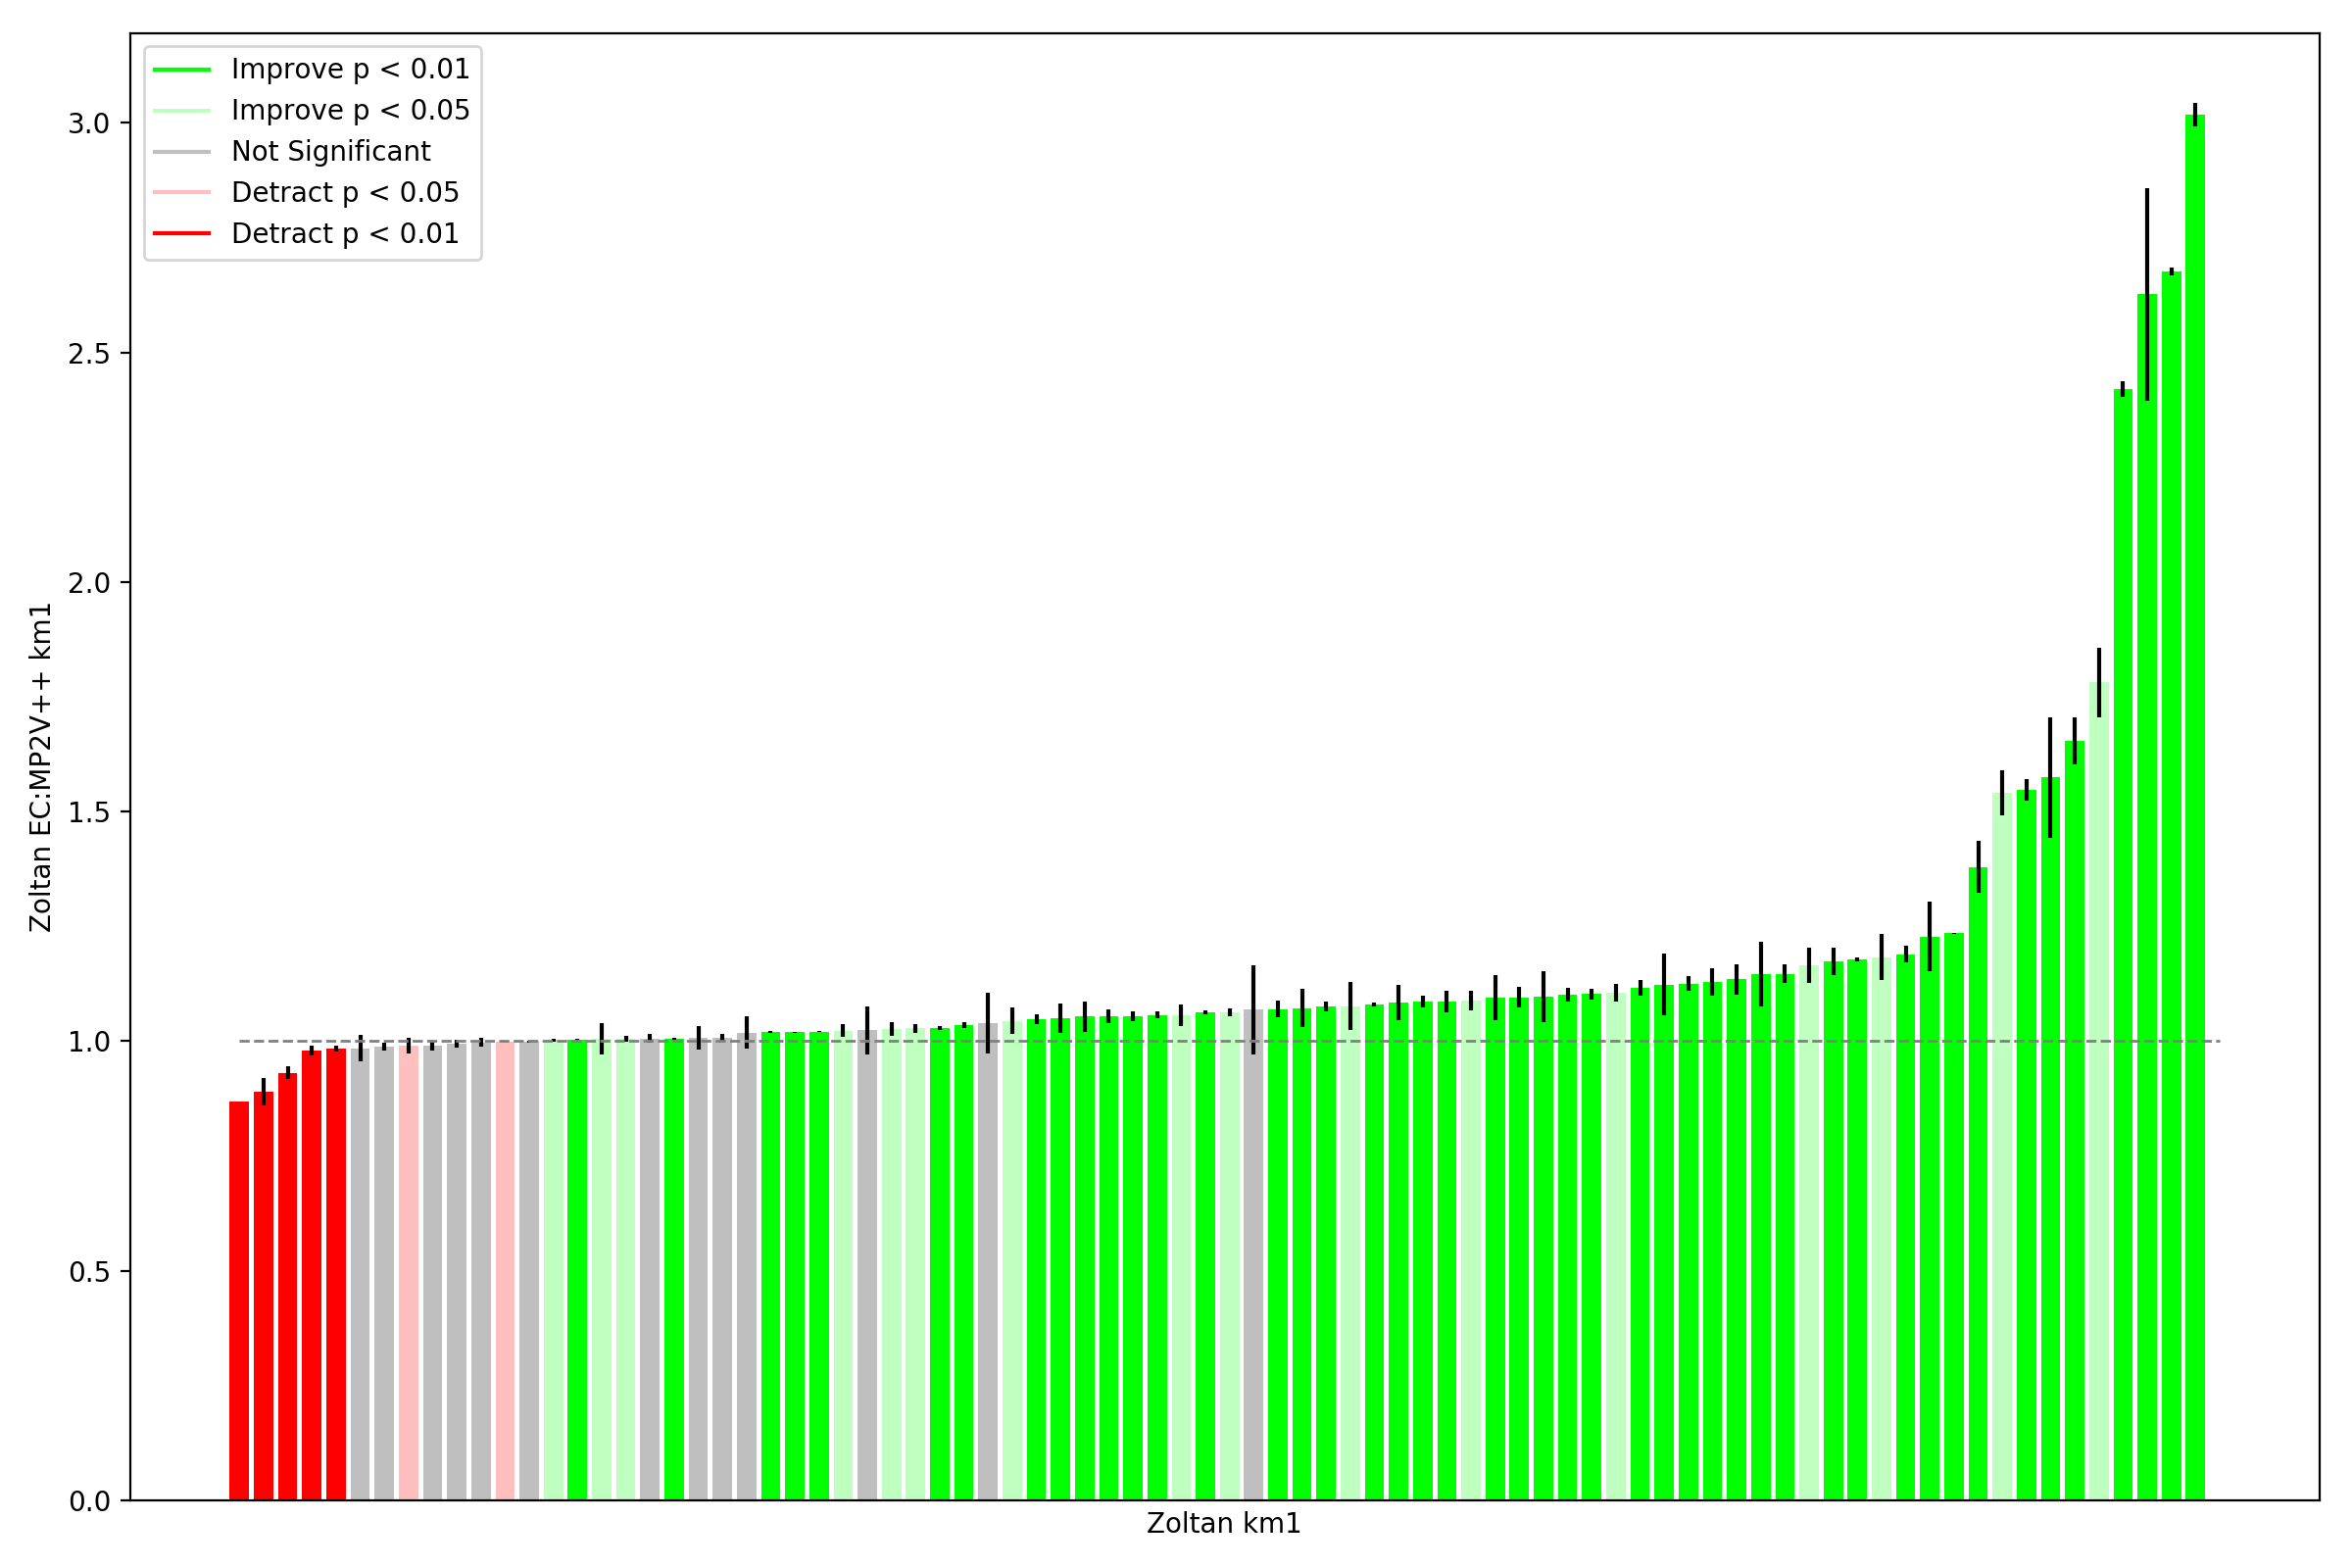 Improve p < 0.01
Improve p < 0.05
Not Significant
Detract p < 0.05
Detract p < 0.01
3.0
2.5
2.0
1.5
1.0
0.5
0.0
Zoltan EC:MP2V++ km1
Zoltan km1